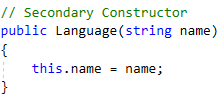 // Secondary Constructor
public Language(string name)
{
    this.name = name;
}